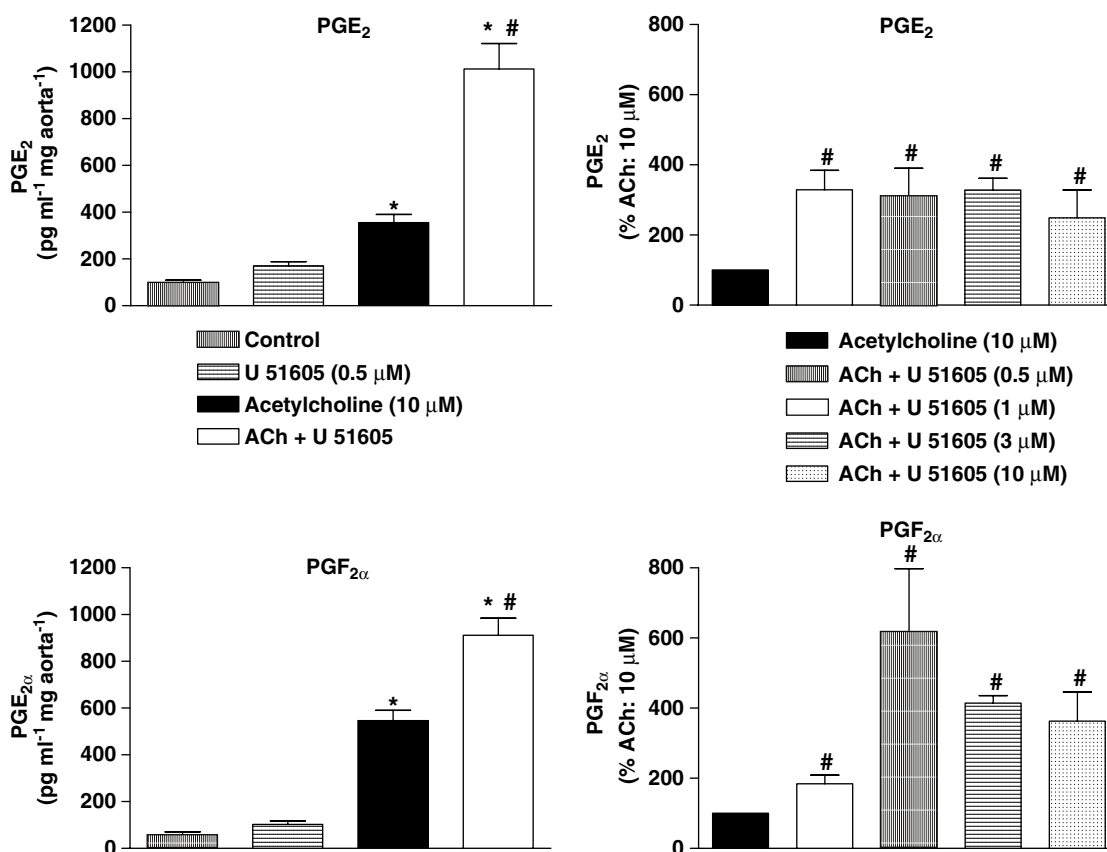 PGE2
PGE2
(pg ml-1 mg aorta-1)
1200
1000
800
600
400
200
0
*
* #
Control
U 51605 (0.5 μM)
Acetylcholine (10 μM)
ACh + U 51605
PGE2
PGE2
(% ACh: 10 μM)
800
600
400
200
0
#
#
#
#
Acetylcholine (10 μM)
ACh + U 51605 (0.5 μM)
ACh + U 51605 (1 μM)
ACh + U 51605 (3 μM)
ACh + U 51605 (10 μM)
PGF2α
PGE2α
(pg ml-1 mg aorta-1)
1200
1000
800
600
400
200
0
*
* #
PGF2α
PGF2α
(% ACh: 10 μM)
800
600
400
200
0
#
#
#
#